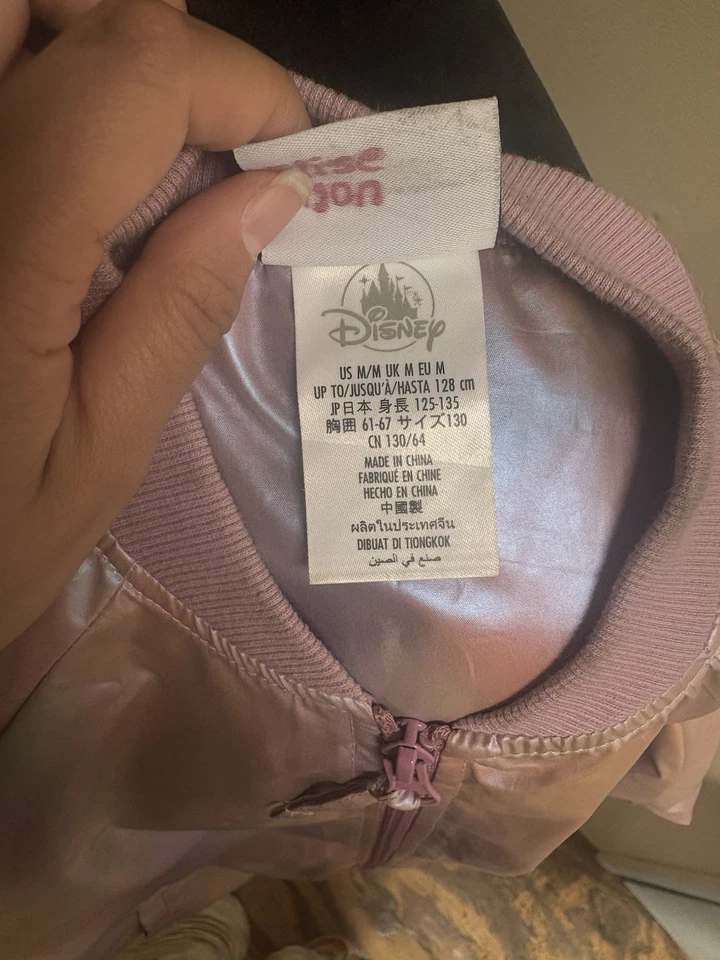 Disney
US M/M UK M EU M
UP TO/JUSQU'À/HASTA 128 cm
JP日本 身長 125-135
胸囲 61-67 サイズ130
CN 130/64
MADE IN CHINA
FABRIQUÉ EN CHINE
HECHO EN CHINA
中國製
ผลิตในประเทศจีน
DIBUAT DI TIONGKOK
صنع في الصين